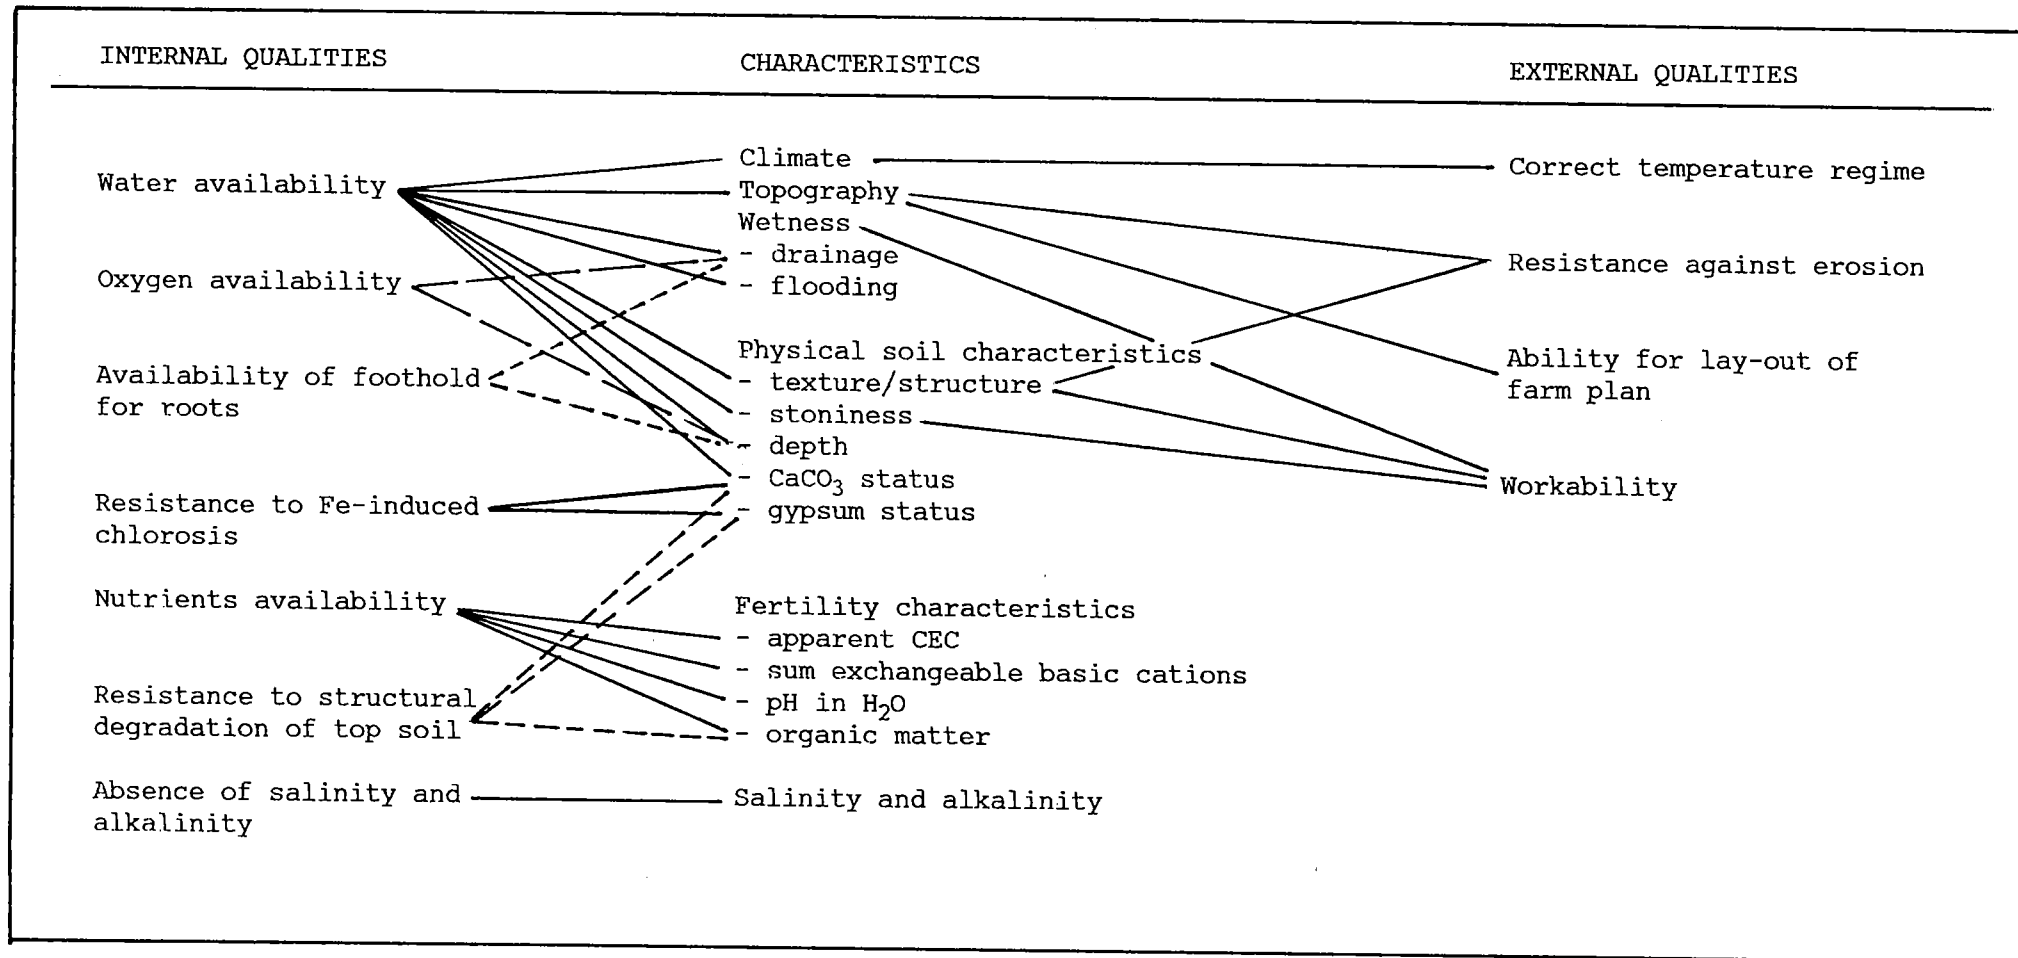 INTERNAL QUALITIES
CHARACTERISTICS
EXTERNAL QUALITIES
Water availability
Oxygen availability
Availability of foothold
for roots
Resistance to Fe-induced
chlorosis
Nutrients availability
Resistance to structural
degradation of top soil
Absence of salinity and
alkalinity
Climate
Topography
Wetness
- drainage
- flooding
Physical soil characteristics
- texture/structure
- stoniness
- depth
- CaCO₃ status
- gypsum status
Fertility characteristics
- apparent CEC
- sum exchangeable basic cations
- pH in H₂O
- organic matter
Salinity and alkalinity
Correct temperature regime
Resistance against erosion
Ability for lay-out of
farm plan
Workability